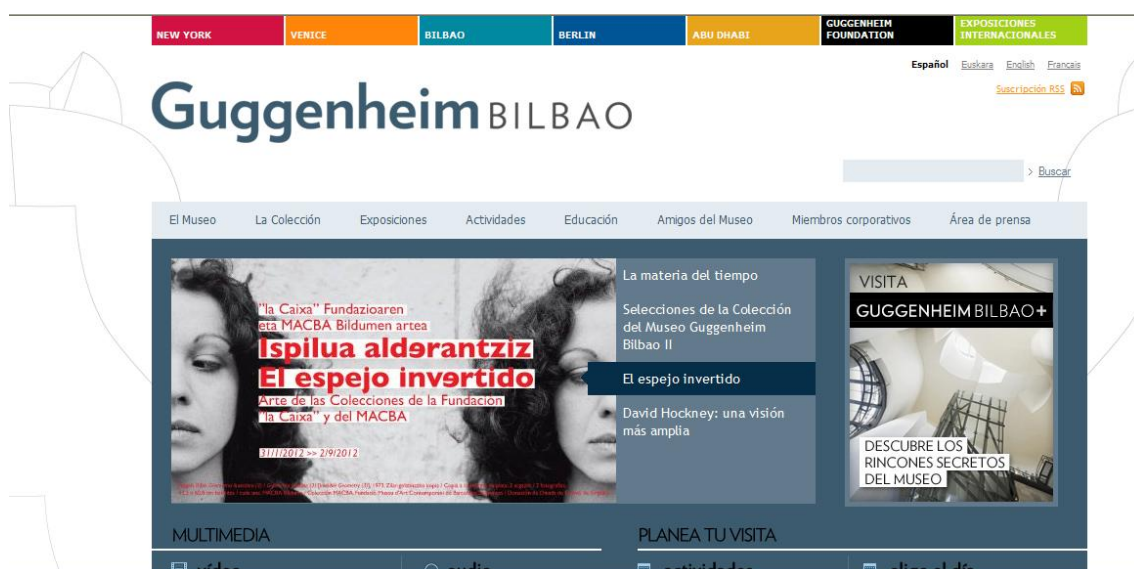 NEW YORK
VENICE
BILBAO
BERLIN
ABU DHABI
GUGGENHEIM
FOUNDATION
EXPOSICIONES
INTERNACIONALES
Español Euskara English Français
Suscripción RSS
Guggenheim BILBAO
> Buscar
El Museo La Colección Exposiciones Actividades Educación Amigos del Museo Miembros corporativos Área de prensa
"la Caixa" Fundazioaren
eta MACBA Bildumen artea
Ispilua aldərantziz
El espejo invərtido
Arte de las Colecciones de la Fundación
"la Caixa" y del MACBA
31/1/2012 >> 2/9/2012
La materia del tiempo
Selecciones de la Colección
del Museo Guggenheim
Bilbao II
El espejo invertido
David Hockney: una visión
más amplia
VISITA
GUGGENHEIM BILBAO+
DESCUBRE LOS
RINCONES SECRETOS
DEL MUSEO
MULTIMEDIA
PLANEA TU VISITA